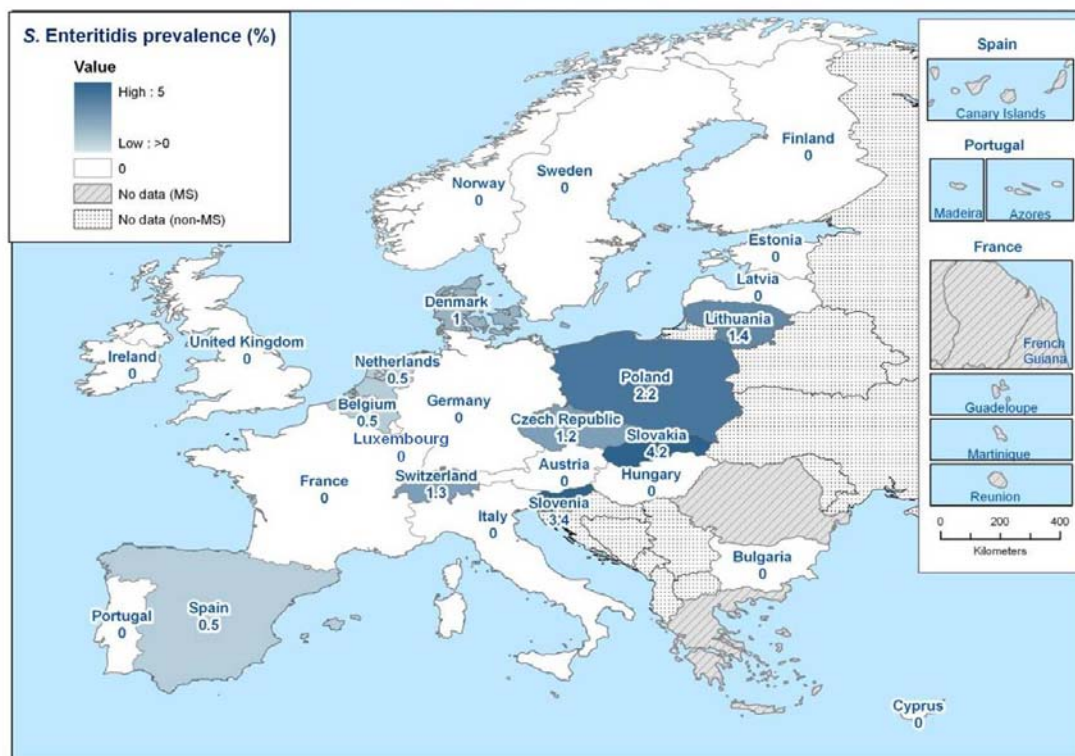 S. Enteritidis prevalence (%)
Value
High : 5
Low : >0
0
No data (MS)
No data (non-MS)
Norway
0
Sweden
0
Finland
0
Estonia
0
Latvia
0
Lithuania
1.4
Denmark
1
Ireland
0
United Kingdom
0
Netherlands
0.5
Belgium
0.5
Luxembourg
0
Germany
0
Poland
2.2
Czech Republic
1.2
Slovakia
4.2
Austria
0
Hungary
0
Switzerland
1.3
Slovenia
3.4
France
0
Italy
0
Bulgaria
0
Portugal
0
Spain
0.5
Cyprus
0
Spain
Canary Islands
Portugal
Madeira
Azores
France
French
Guiana
Guadeloupe
Martinique
Reunion
0 200 400
Kilometers